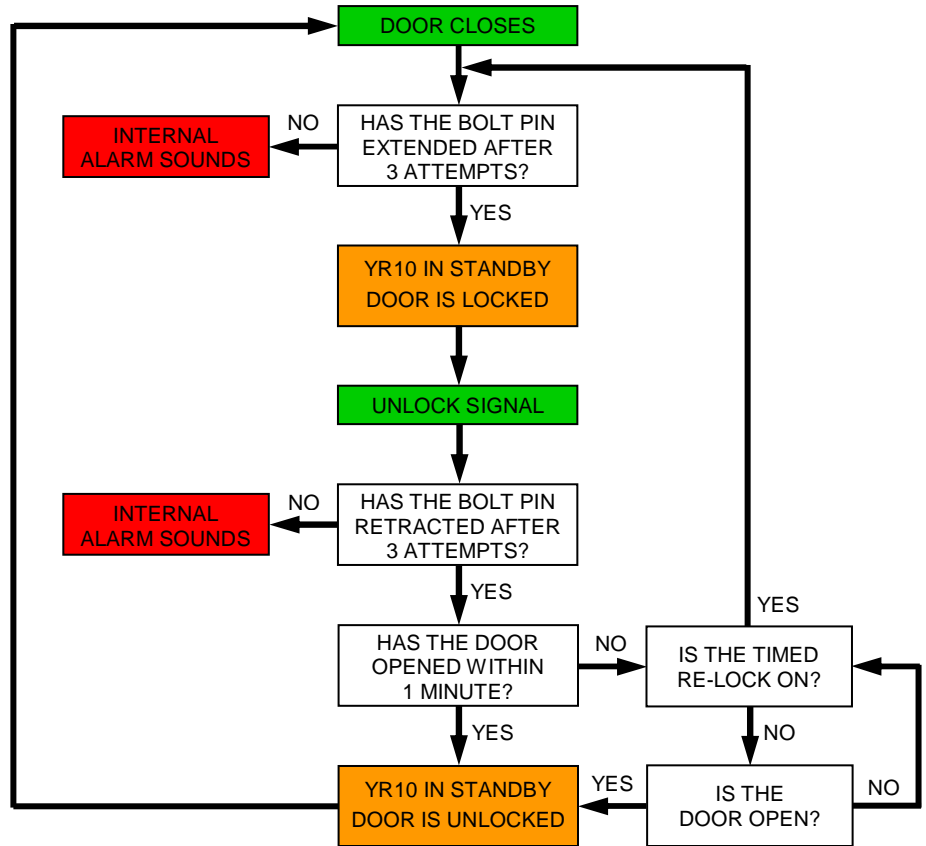 DOOR CLOSES
NO
INTERNAL
ALARM SOUNDS
HAS THE BOLT PIN
EXTENDED AFTER
3 ATTEMPTS?
YES
YR10 IN STANDBY
DOOR IS LOCKED
UNLOCK SIGNAL
NO
INTERNAL
ALARM SOUNDS
HAS THE BOLT PIN
RETRACTED AFTER
3 ATTEMPTS?
YES
YES
HAS THE DOOR
OPENED WITHIN
1 MINUTE?
NO
IS THE TIMED
RE-LOCK ON?
YES
NO
YR10 IN STANDBY
DOOR IS UNLOCKED
YES
IS THE
DOOR OPEN?
NO